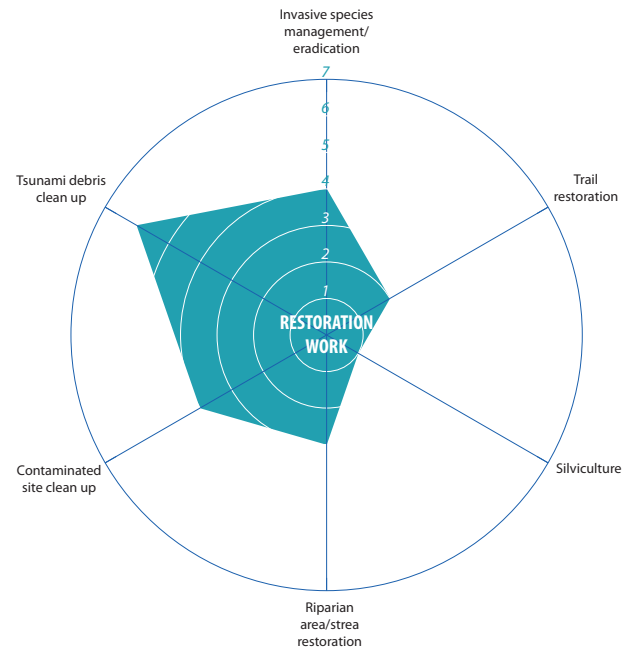 Invasive species
management/
eradication
7
6
5
4
3
2
1
Tsunami debris
clean up
Trail
restoration
RESTORATION
WORK
Contaminated
site clean up
Silviculture
Riparian
area/strea
restoration